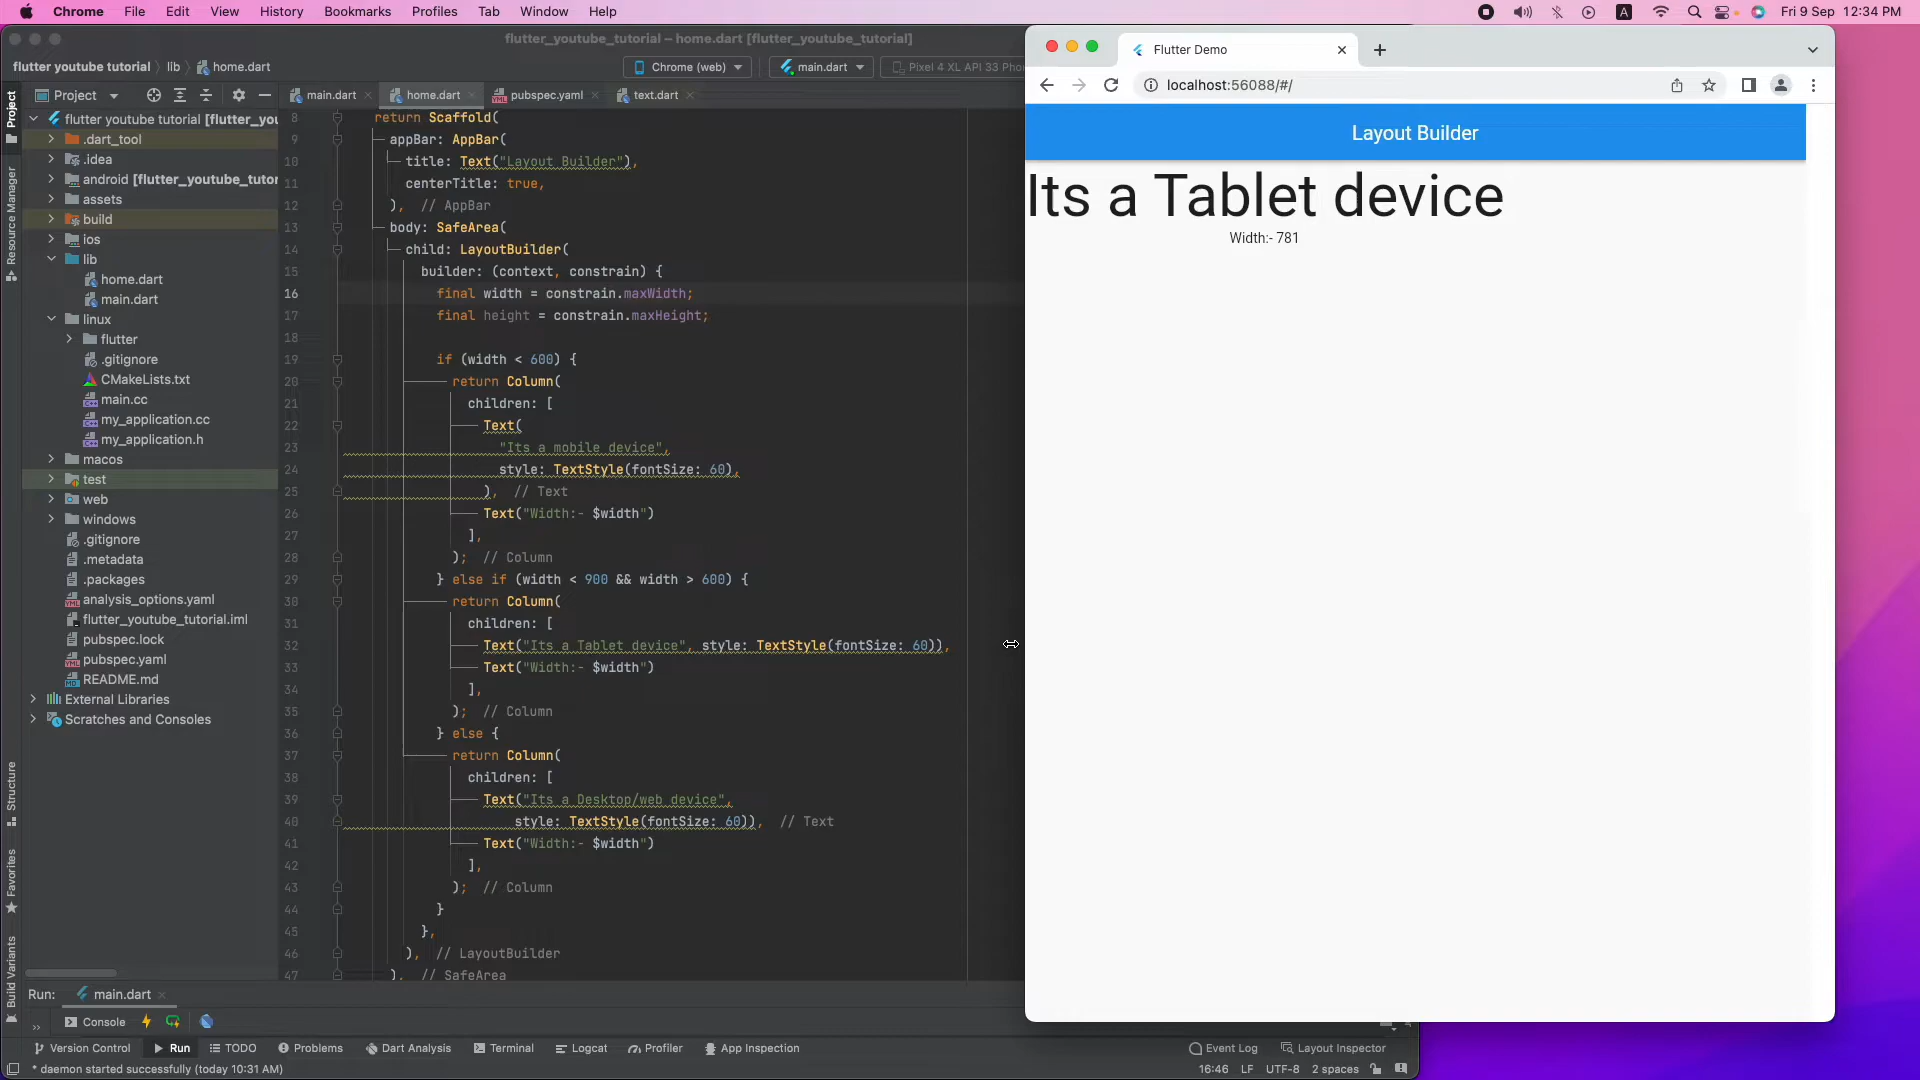 Chrome File Edit View History Bookmarks Profiles Tab Window Help
A Fri 9 Sep 12:34 PM
flutter_youtube_tutorial – home.dart [flutter_youtube_tutorial]
flutter youtube tutorial lib home.dart
Chrome (web) main.dart Pixel 4 XL API 33 Pho
Project
main.dart home.dart pubspec.yaml text.dart
Project
Resource Manager
Structure
Favorites
Build Variants
flutter youtube tutorial [flutter_you
.dart_tool
.idea
android [flutter_youtube_tutor
assets
build
ios
lib
home.dart
main.dart
linux
flutter
.gitignore
CMakeLists.txt
main.cc
my_application.cc
my_application.h
macos
test
web
windows
.gitignore
.metadata
.packages
analysis_options.yaml
flutter_youtube_tutorial.iml
pubspec.lock
pubspec.yaml
README.md
External Libraries
Scratches and Consoles
8 return Scaffold(
9 appBar: AppBar(
10 title: Text("Layout Builder"),
11 centerTitle: true,
12 ), // AppBar
13 body: SafeArea(
14 child: LayoutBuilder(
15 builder: (context, constrain) {
16 final width = constrain.maxWidth;
17 final height = constrain.maxHeight;
18
19 if (width < 600) {
20 return Column(
21 children: [
22 Text(
23 "Its a mobile device",
24 style: TextStyle(fontSize: 60),
25 ), // Text
26 Text("Width:- $width")
27 ],
28 ); // Column
29 } else if (width < 900 && width > 600) {
30 return Column(
31 children: [
32 Text("Its a Tablet device", style: TextStyle(fontSize: 60)),
33 Text("Width:- $width")
34 ],
35 ); // Column
36 } else {
37 return Column(
38 children: [
39 Text("Its a Desktop/web device",
40 style: TextStyle(fontSize: 60)), // Text
41 Text("Width:- $width")
42 ],
43 ); // Column
44 }
45 },
46 ), // LayoutBuilder
47 ), // SafeArea
Flutter Demo
localhost:56088/#/
Layout Builder
Its a Tablet device
Width:- 781
Run: main.dart
Console
Version Control Run TODO Problems Dart Analysis Terminal Logcat Profiler App Inspection Event Log Layout Inspector
* daemon started successfully (today 10:31 AM) 16:46 LF UTF-8 2 spaces